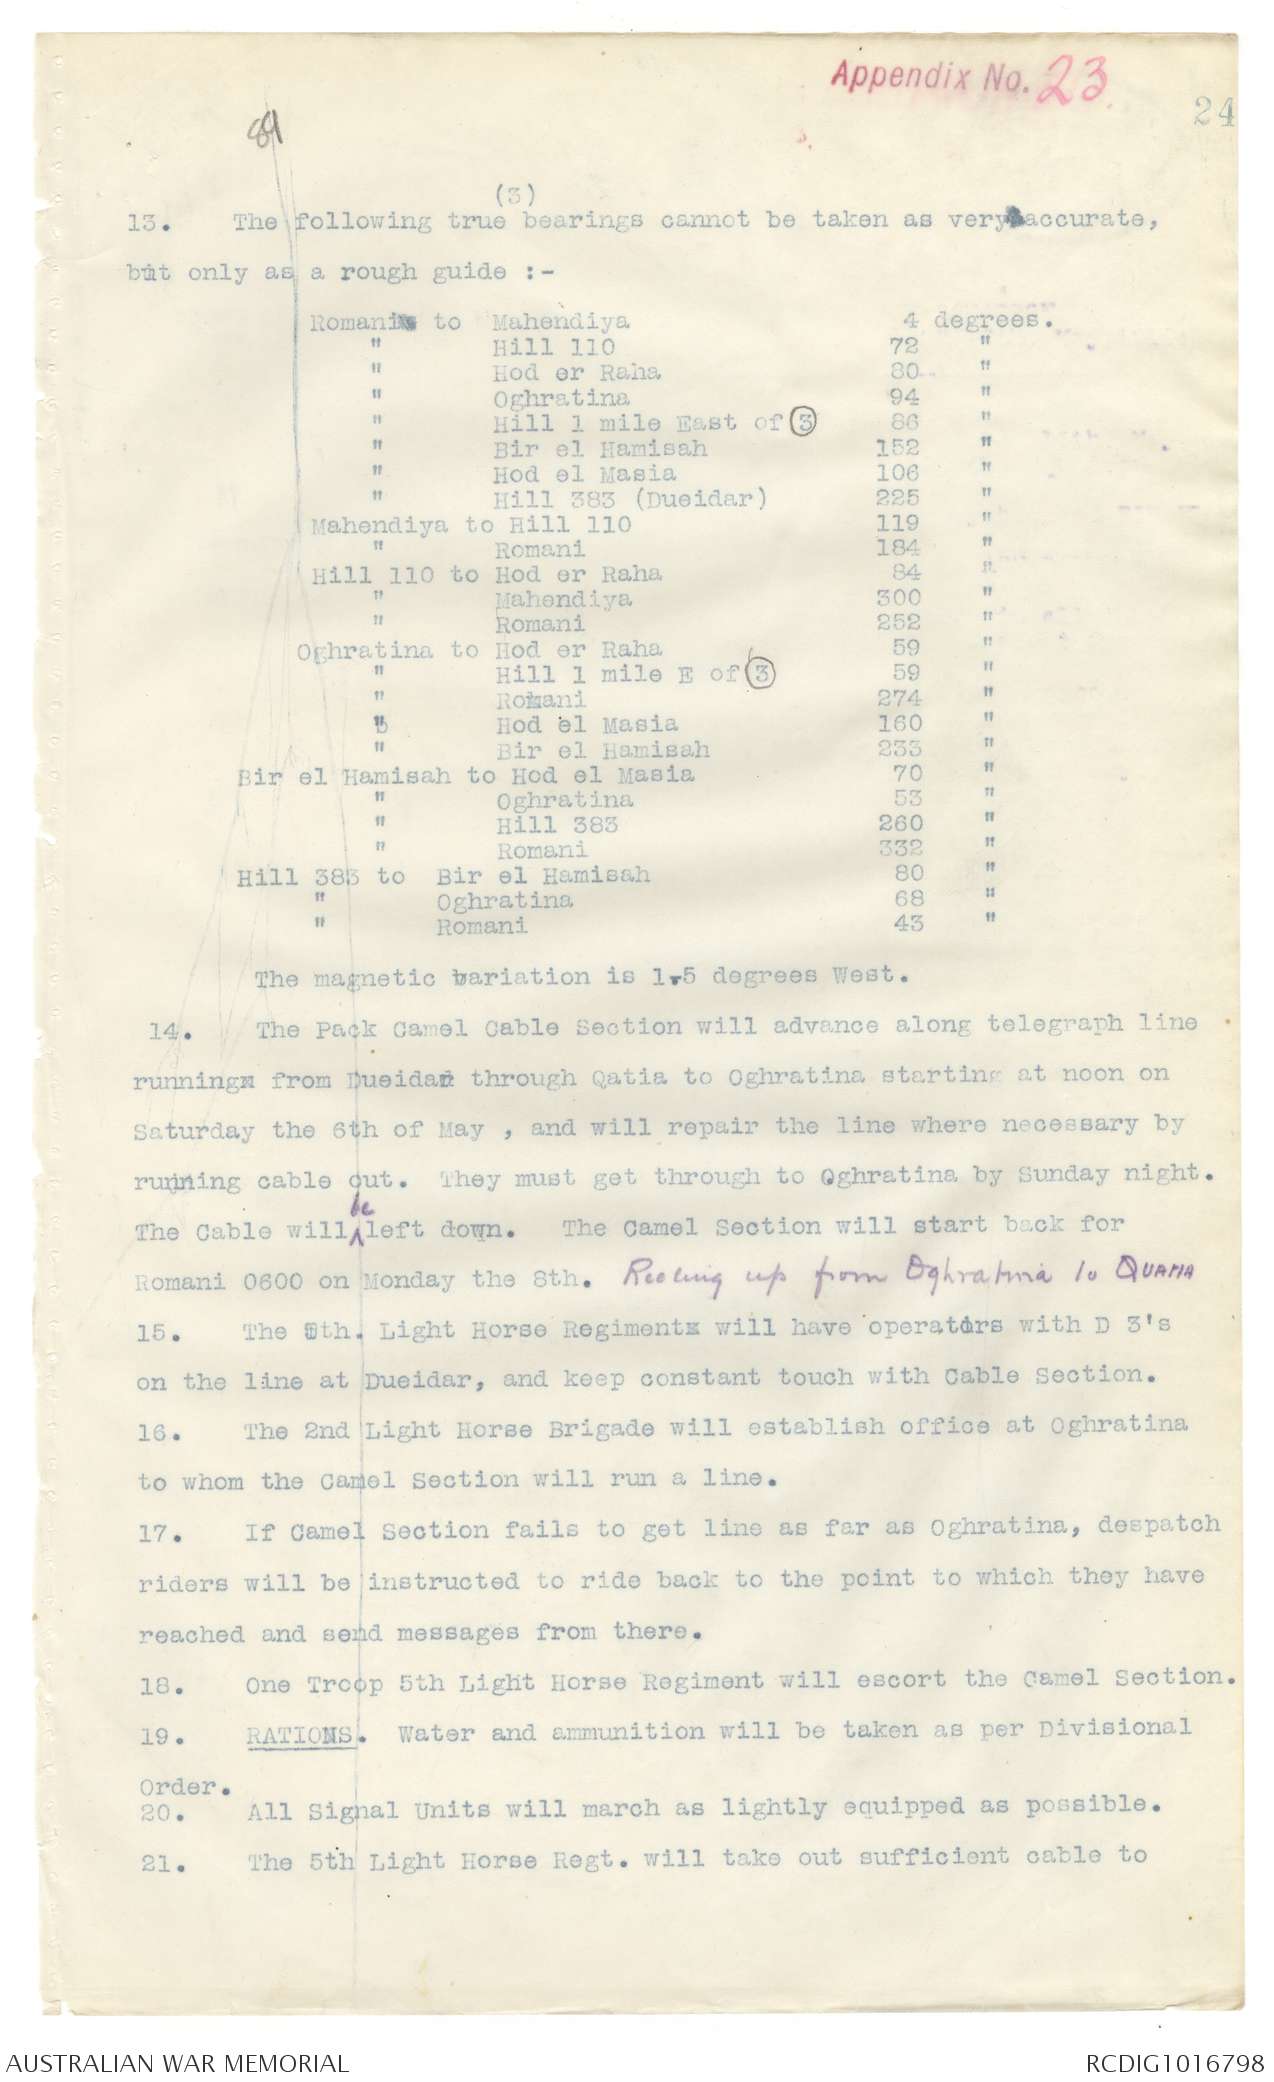 Appendix No. 23
24
84
(3)
13. The following true bearings cannot be taken as very accurate,
but only as a rough guide :-
Romani to Mahendiya 4 degrees.
" Hill 110 72 "
" Hod er Raha 80 "
" Oghratina 94 "
" Hill 1 mile East of 3 86 "
" Bir el Hamisah 152 "
" Hod el Masia 106 "
" Hill 383 (Dueidar) 225 "
Mahendiya to Hill 110 119 "
" Romani 184 "
Hill 110 to Hod er Raha 84 "
" Mahendiya 300 "
" Romani 252 "
Oghratina to Hod er Raha 59 "
" Hill 1 mile E of 3 59 "
" Romani 274 "
" Hod el Masia 160 "
" Bir el Hamisah 233 "
Bir el Hamisah to Hod el Masia 70 "
" Oghratina 53 "
" Hill 383 260 "
" Romani 332 "
Hill 383 to Bir el Hamisah 80 "
" Oghratina 68 "
" Romani 43 "
The magnetic variation is 1.5 degrees West.
14. The Pack Camel Cable Section will advance along telegraph line
running from Dueidar through Qatia to Oghratina starting at noon on
Saturday the 6th of May , and will repair the line where necessary by
running cable out. They must get through to Oghratina by Sunday night.
The Cable will be left down. The Camel Section will start back for
Romani 0600 on Monday the 8th. Reeling up from Oghratina to
15. The 5th. Light Horse Regiment will have operators with D 3's
on the line at Dueidar, and keep constant touch with Cable Section.
16. The 2nd Light Horse Brigade will establish office at Oghratina
to whom the Camel Section will run a line.
17. If Camel Section fails to get line as far as Oghratina, despatch
riders will be instructed to ride back to the point to which they have
reached and send messages from there.
18. One Troop 5th Light Horse Regiment will escort the Camel Section.
19. RATIONS. Water and ammunition will be taken as per Divisional
Order.
20. All Signal Units will march as lightly equipped as possible.
21. The 5th Light Horse Regt. will take out sufficient cable to
AUSTRALIAN WAR MEMORIAL
RCDIG1016798